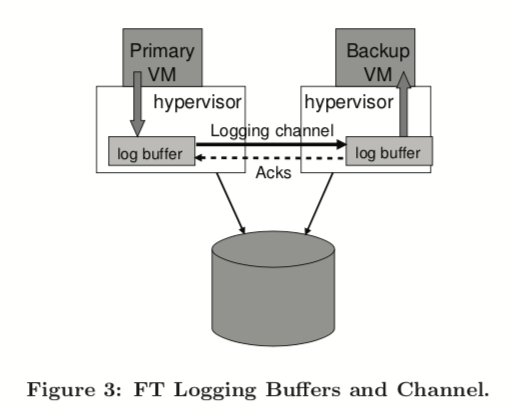 Primary
VM
Backup
VM
hypervisor
hypervisor
Logging channel
log buffer
log buffer
Acks
Figure 3: FT Logging Buffers and Channel.